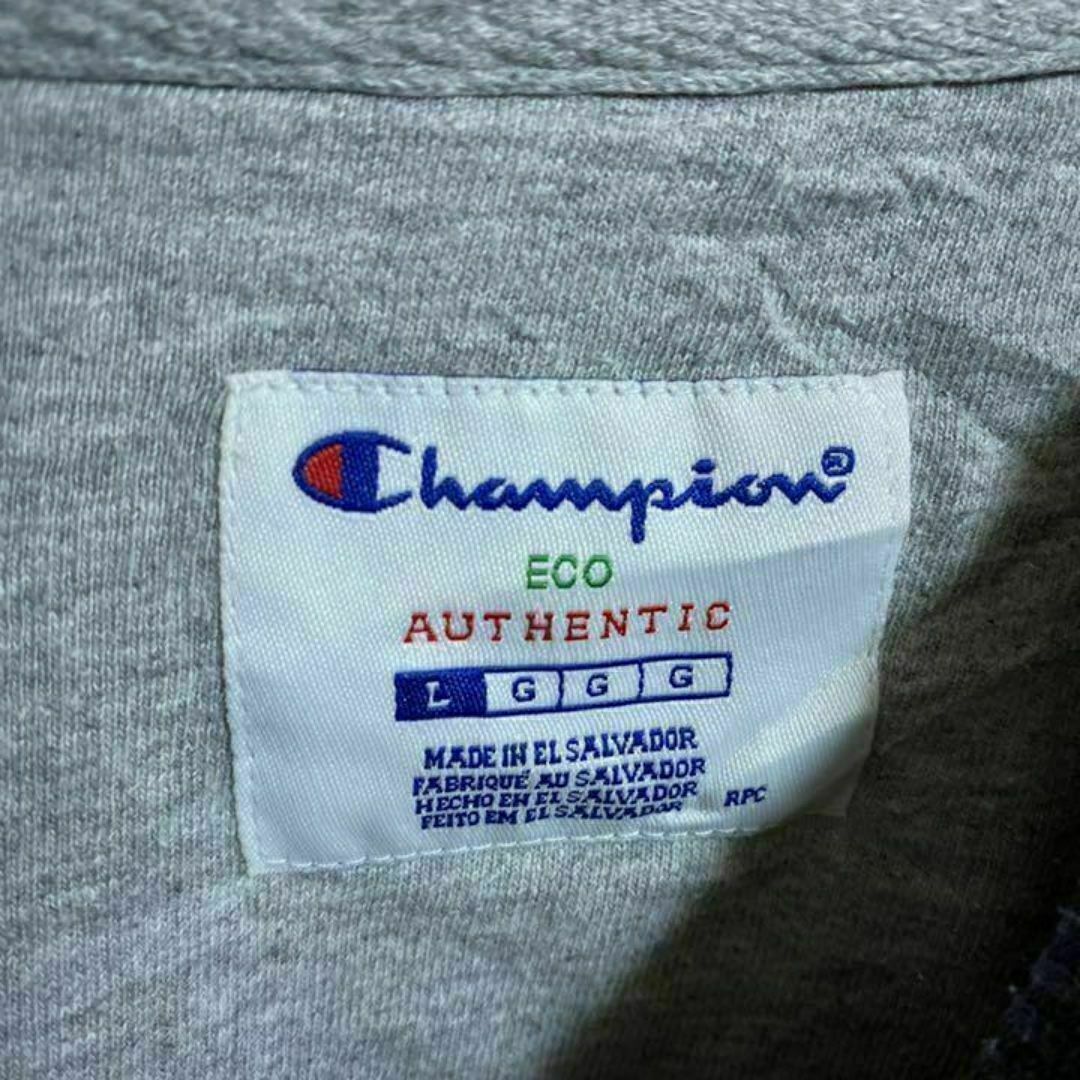 Champion®
ECO
AUTHENTIC
L G G G
MADE IN EL SALVADOR
FABRIQUÉ AU SALVADOR
HECHO EN EL SALVADOR
FEITO EM EL SALVADOR
RPC